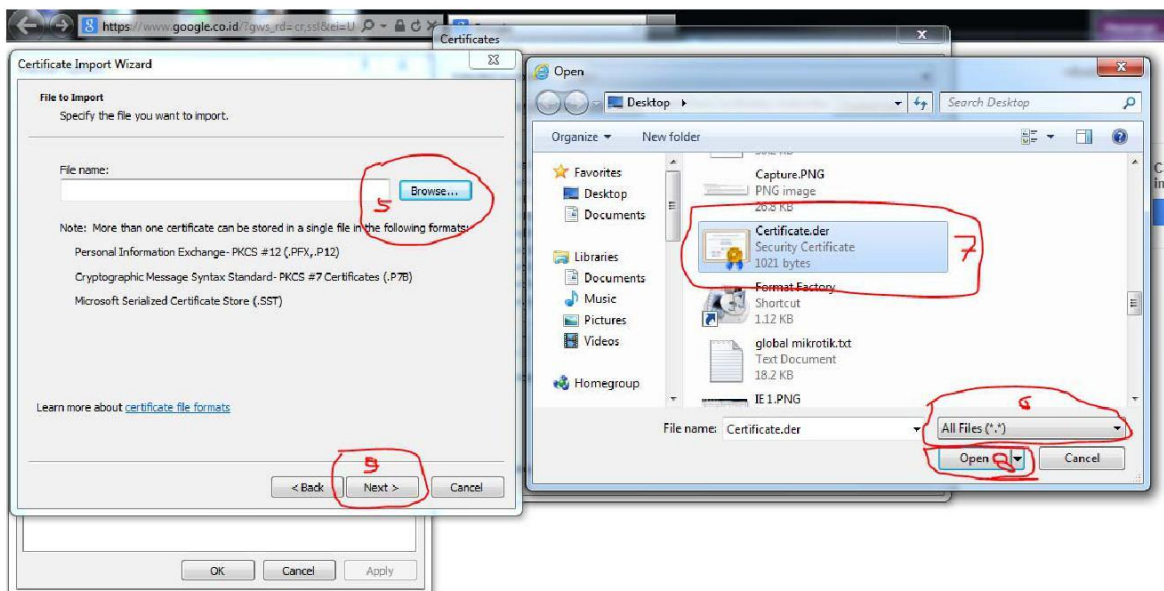 https://www.google.co.id/?gws_rd=cr,ssl&ei=U
Certificates
Certificate Import Wizard
File to Import
Specify the file you want to import.
File name:
Browse...
5
Note: More than one certificate can be stored in a single file in the following formats:
Personal Information Exchange- PKCS #12 (.PFX,.P12)
Cryptographic Message Syntax Standard- PKCS #7 Certificates (.P7B)
Microsoft Serialized Certificate Store (.SST)
Learn more about certificate file formats
9
< Back
Next >
Cancel
OK
Cancel
Apply
Open
Desktop
Search Desktop
Organize
New folder
Favorites
Desktop
Documents
Libraries
Documents
Music
Pictures
Videos
Homegroup
Capture.PNG
PNG image
26.8 KB
Certificate.der
Security Certificate
1021 bytes
7
Format Factory
Shortcut
1.12 KB
global mikrotik.txt
Text Document
18.2 KB
IE 1.PNG
6
File name:
Certificate.der
All Files (*.*)
Open
8
Cancel